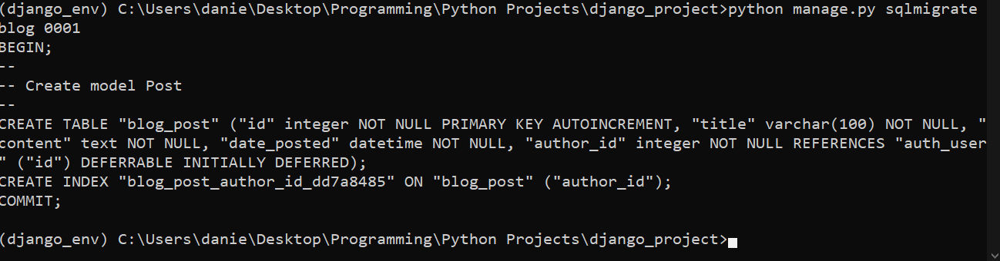 (django_env) C:\Users\danie\Desktop\Programming\Python Projects\django_project>python manage.py sqlmigrate
blog 0001
BEGIN;
--
-- Create model Post
--
CREATE TABLE "blog_post" ("id" integer NOT NULL PRIMARY KEY AUTOINCREMENT, "title" varchar(100) NOT NULL, "
content" text NOT NULL, "date_posted" datetime NOT NULL, "author_id" integer NOT NULL REFERENCES "auth_user
" ("id") DEFERRABLE INITIALLY DEFERRED);
CREATE INDEX "blog_post_author_id_dd7a8485" ON "blog_post" ("author_id");
COMMIT;
(django_env) C:\Users\danie\Desktop\Programming\Python Projects\django_project>